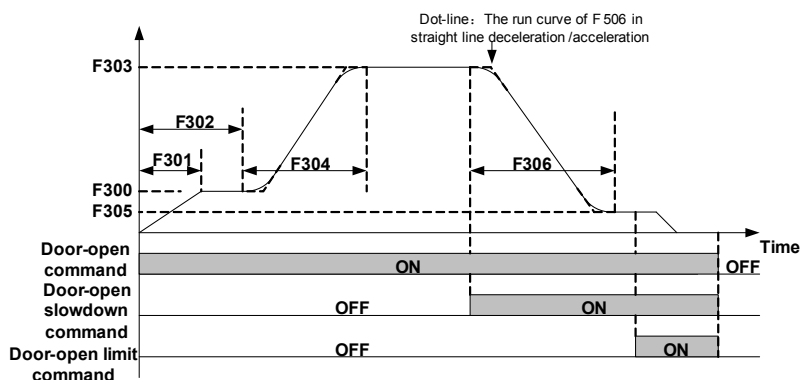 Dot-line：The run curve of F 506 in
straight line deceleration /acceleration
F303
F302
F301
F304
F306
F300
F305
Time
Door-open
command
ON
OFF
Door-open
slowdown
command
OFF
ON
Door-open limit
command
OFF
ON